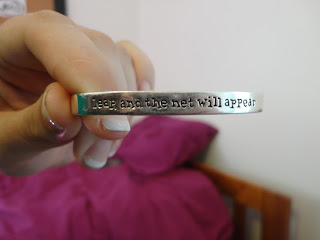 leap and the net will appear